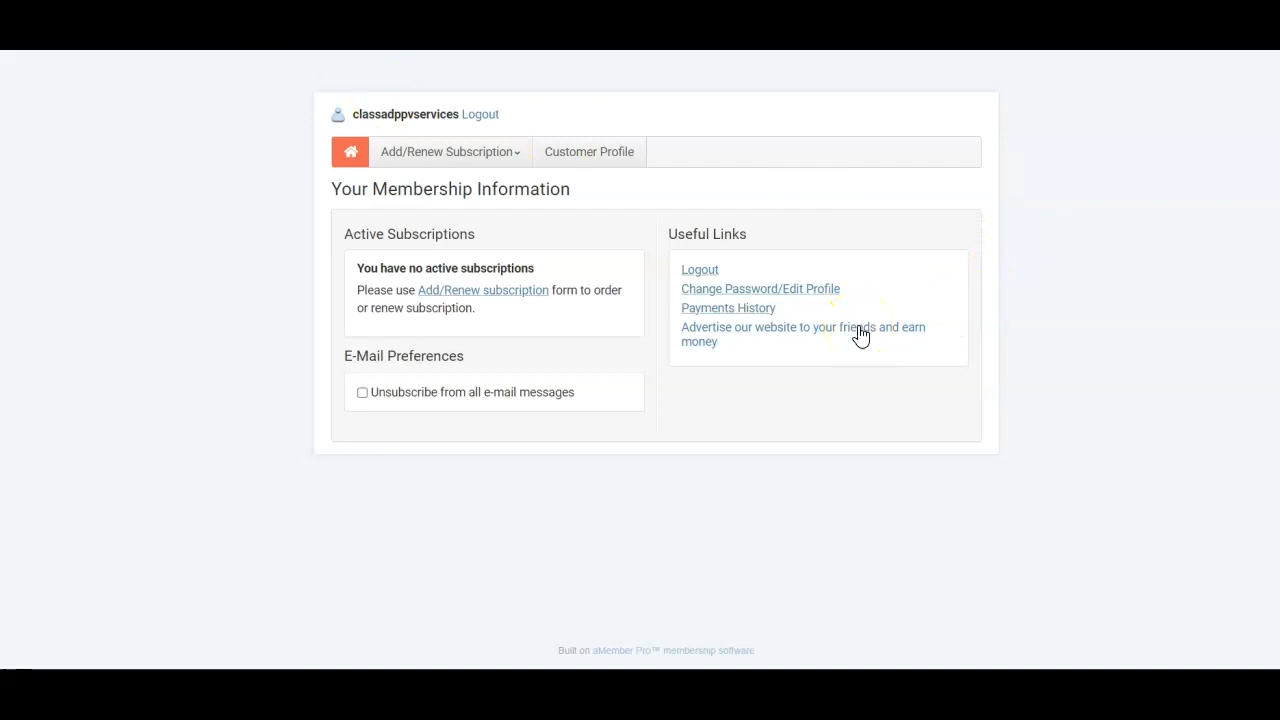 classadppvservices Logout
Add/Renew Subscription
Customer Profile
Your Membership Information
Active Subscriptions
You have no active subscriptions
Please use Add/Renew subscription form to order
or renew subscription.
E-Mail Preferences
Unsubscribe from all e-mail messages
Useful Links
Logout
Change Password/Edit Profile
Payments History
Advertise our website to your friends and earn
money
Built on aMember Pro™ membership software